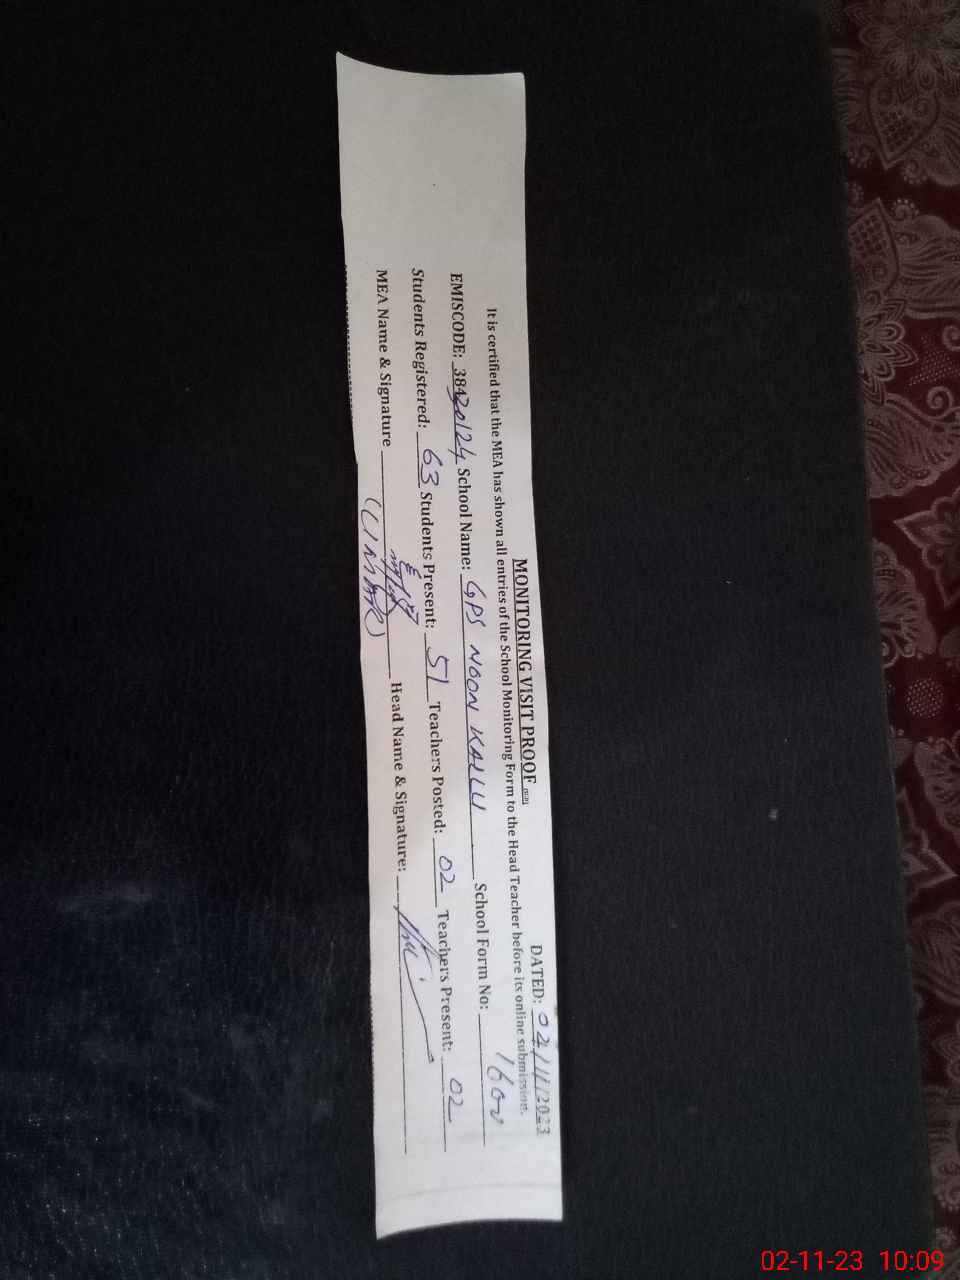 MONITORING VISIT PROOF
DATED: 02/11/2023
It is certified that the MEA has shown all entries of the School Monitoring Form to the Head Teacher before its online submission.
EMISCODE: 38420124 School Name: GPS NOON KALLU School Form No:
Students Registered: 63 Students Present: 51 Teachers Posted: 02 Teachers Present: 02
MEA Name & Signature Head Name & Signature:
(UMAR)
02-11-23 10:09